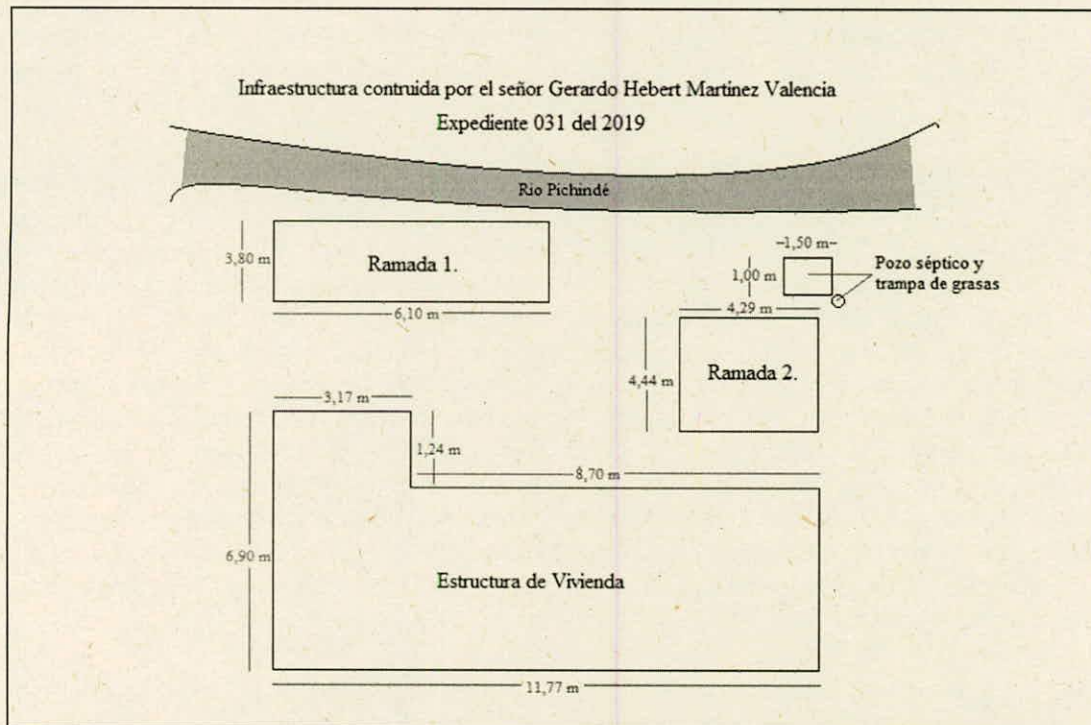 Infraestructura contruida por el señor Gerardo Hebert Martinez Valencia
Expediente 031 del 2019
Rio Pichindé
3,80 m
Ramada 1.
6,10 m
1,50 m
1,00 m
Pozo séptico y
trampa de grasas
4,29 m
4,44 m
Ramada 2.
3,17 m
1,24 m
8,70 m
6,90 m
Estructura de Vivienda
11,77 m